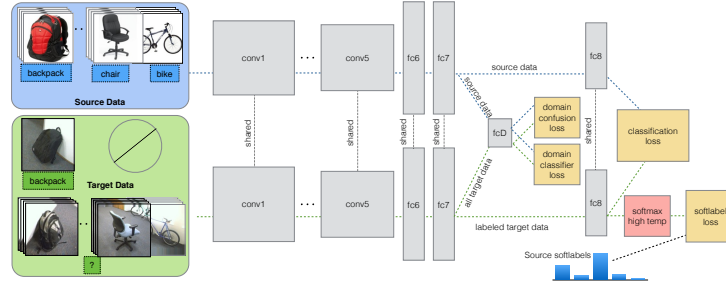 backpack
chair
bike
Source Data
backpack
Target Data
?
conv1
conv5
fc6
fc7
shared
shared
shared
shared
conv1
conv5
fc6
fc7
source data
source data
all target data
labeled target data
fcD
domain
confusion
loss
domain
classifier
loss
fc8
shared
fc8
classification
loss
softmax
high temp
softlabel
loss
Source softlabels